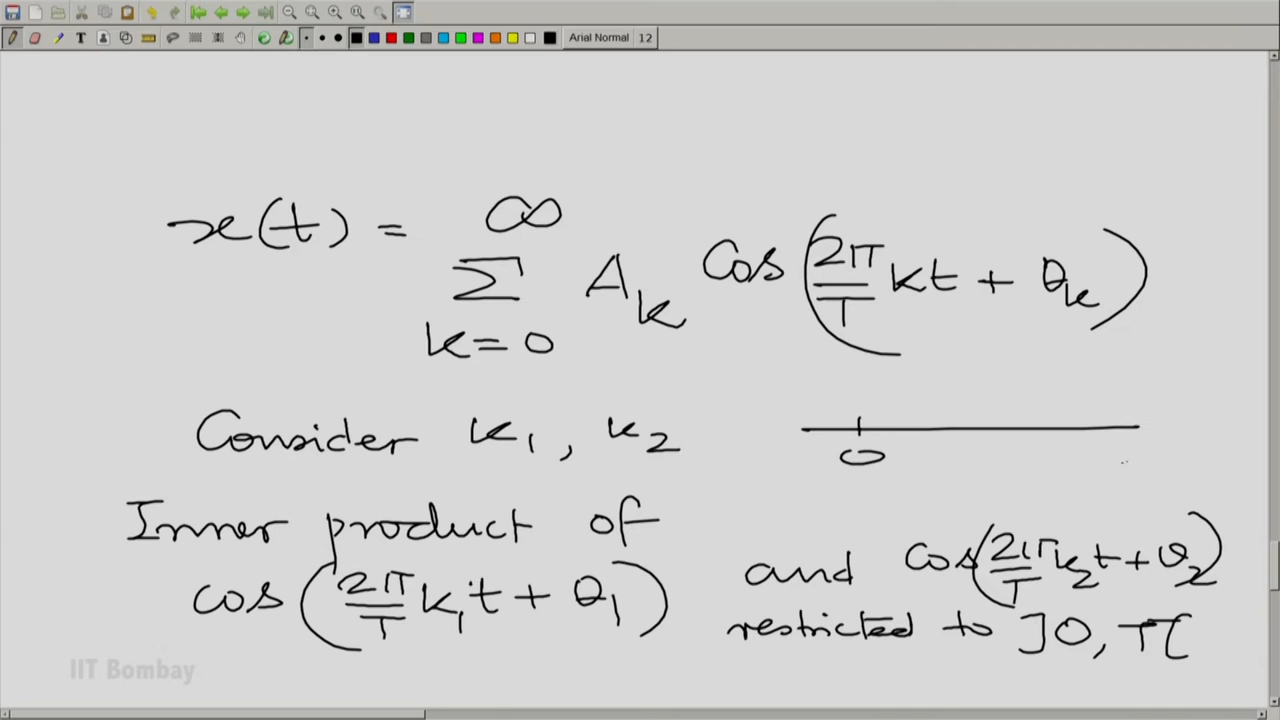 Arial Normal 12
x(t) = ∞ Σ k=0 A_k Cos(2π/T kt + θ_k)
Consider k₁, k₂
0
Inner product of
cos(2π/T k₁t + θ₁) and cos(2π/T k₂t + θ₂)
restricted to ]0, T[
IIT Bombay